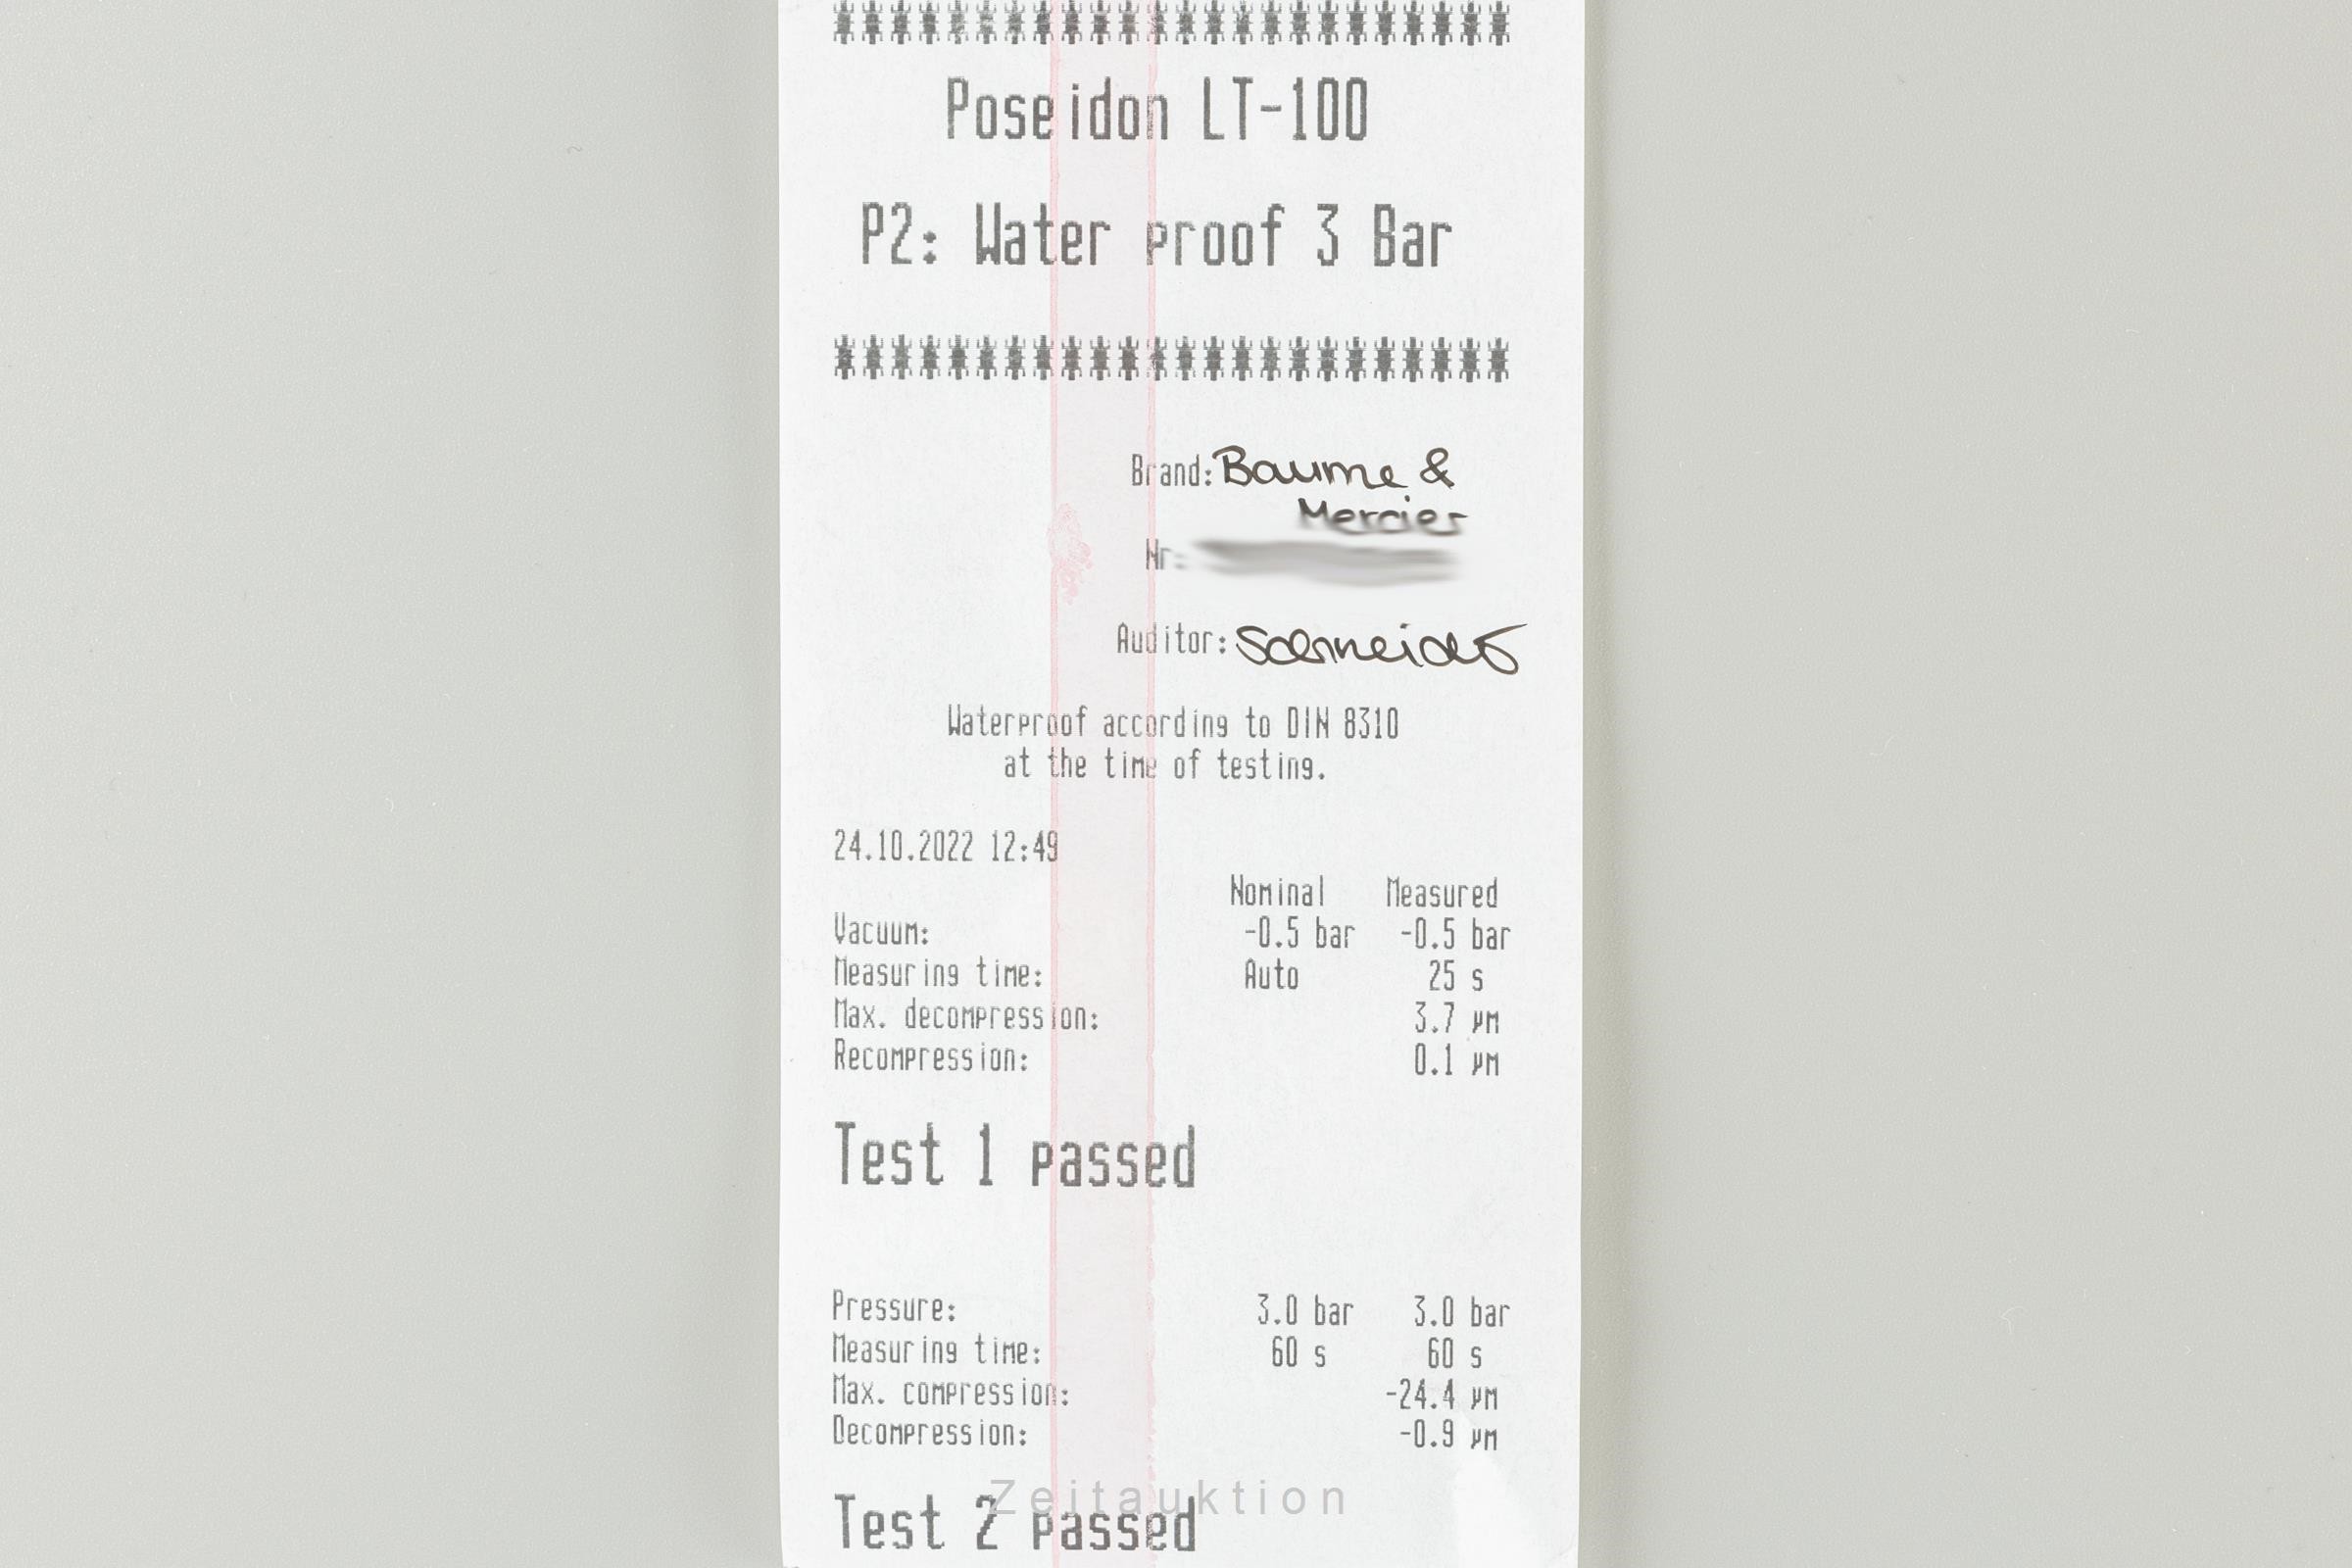 ************************
Poseidon LT-100
P2: Water proof 3 Bar
************************
Brand: Baume &
Mercier
Nr:
Auditor: Schneider
Waterproof according to DIN 8310
at the time of testing.
24.10.2022 12:49
Nominal Measured
Vacuum: -0.5 bar -0.5 bar
Measuring time: Auto 25 s
Max. decompression: 3.7 µm
Recompression: 0.1 µm
Test 1 passed
Pressure: 3.0 bar 3.0 bar
Measuring time: 60 s 60 s
Max. compression: -24.4 µm
Decompression: -0.9 µm
Zeitauktion
Test 2 passed